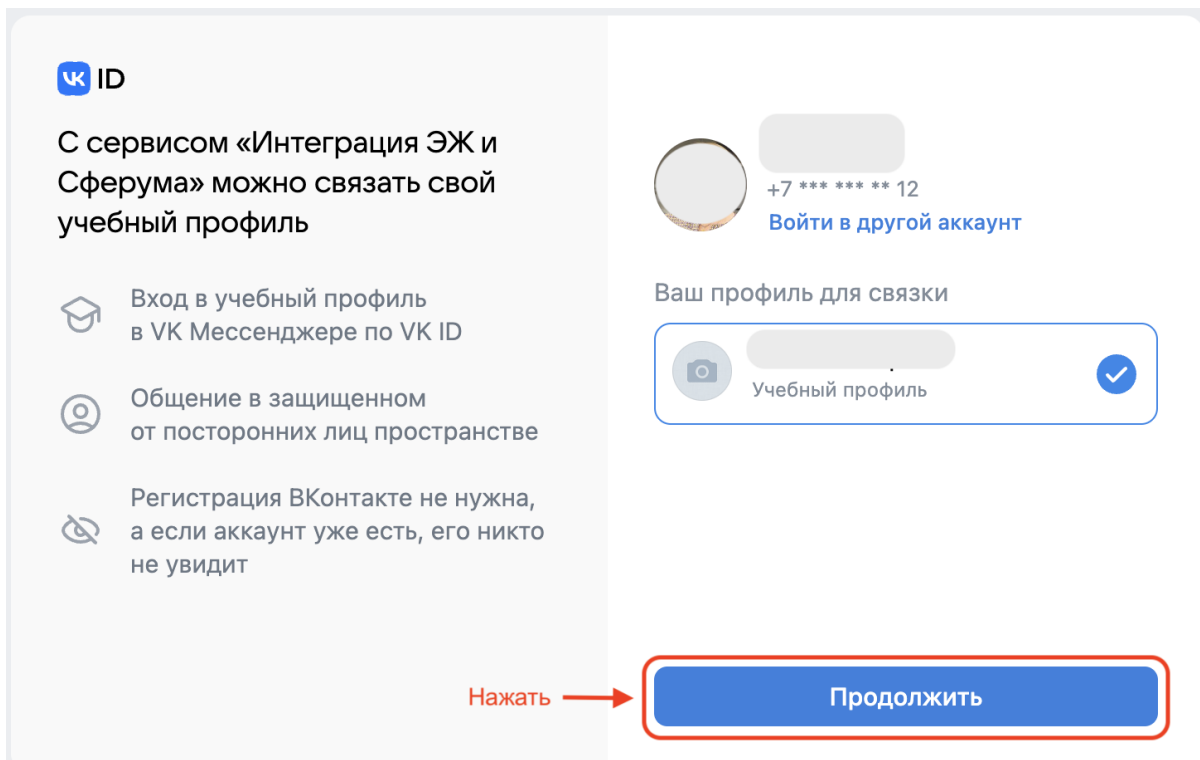 VK ID
С сервисом «Интеграция ЭЖ и
Сферума» можно связать свой
учебный профиль
Вход в учебный профиль
в VK Мессенджере по VK ID
Общение в защищенном
от посторонних лиц пространстве
Регистрация ВКонтакте не нужна,
а если аккаунт уже есть, его никто
не увидит
+7 *** *** ** 12
Войти в другой аккаунт
Ваш профиль для связки
Учебный профиль
Нажать
Продолжить